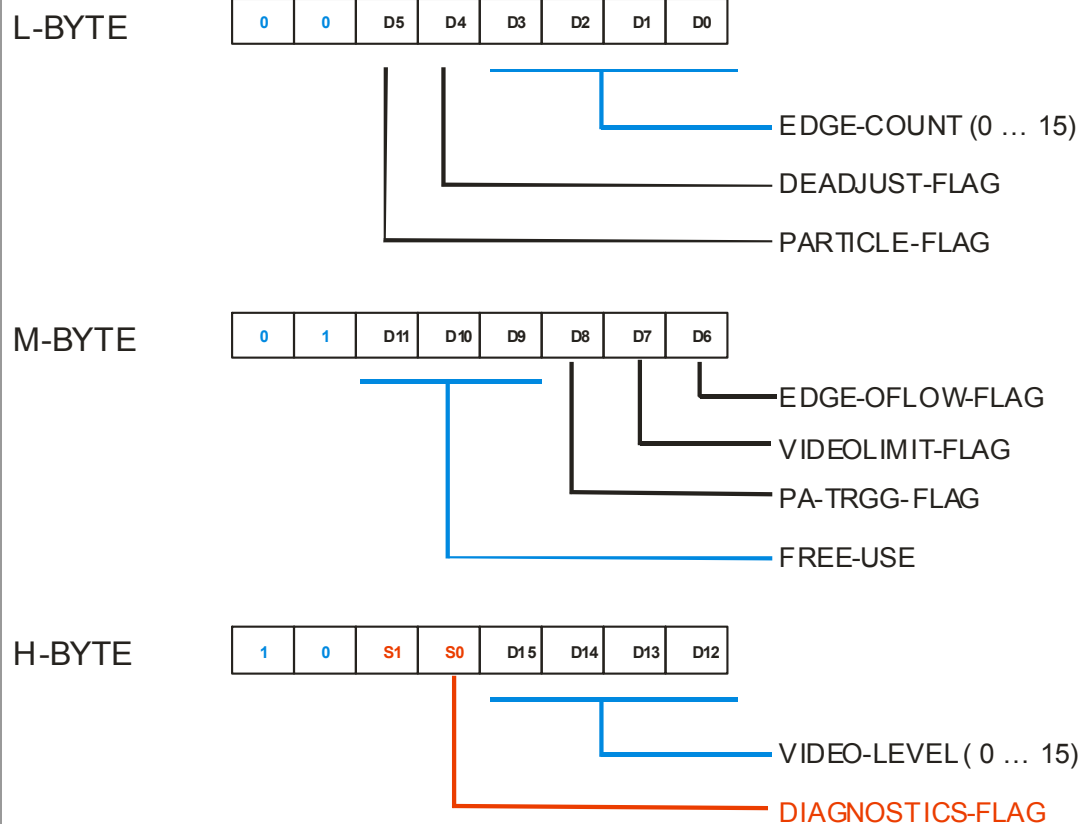 L-BYTE 0 0 D5 D4 D3 D2 D1 D0
EDGE-COUNT (0 ... 15)
DEADJUST-FLAG
PARTICLE-FLAG
M-BYTE 0 1 D11 D10 D9 D8 D7 D6
EDGE-OFLOW-FLAG
VIDEOLIMIT-FLAG
PA-TRGG-FLAG
FREE-USE
H-BYTE 1 0 S1 S0 D15 D14 D13 D12
VIDEO-LEVEL ( 0 ... 15)
DIAGNOSTICS-FLAG